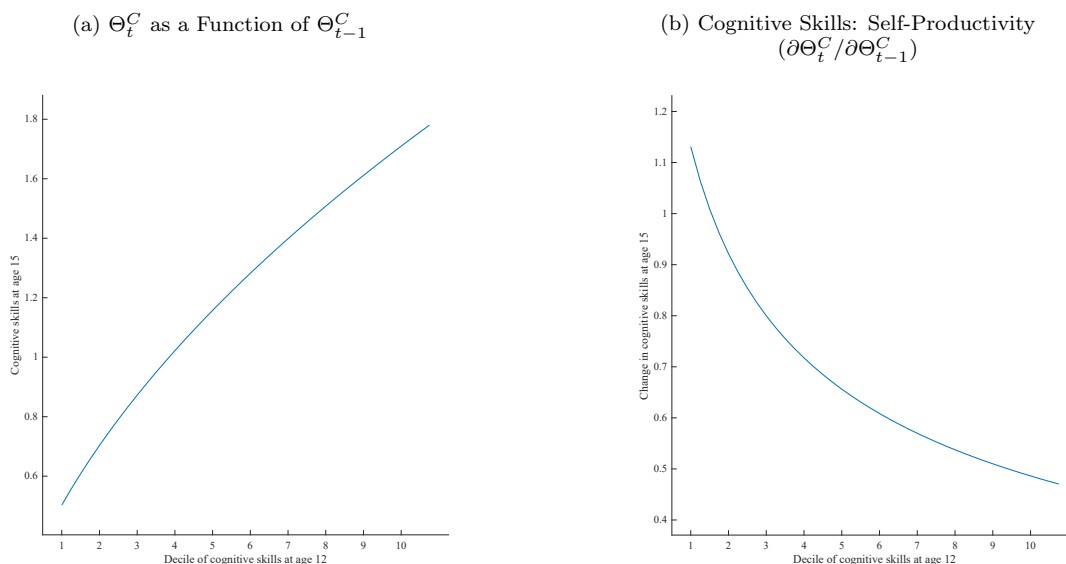 (a) Θ_t^C as a Function of Θ_{t−1}^C
1.8
1.6
1.4
1.2
1
0.8
0.6
Cognitive skills at age 15
1 2 3 4 5 6 7 8 9 10
Decile of cognitive skills at age 12
(b) Cognitive Skills: Self-Productivity
(∂Θ_t^C/∂Θ_{t−1}^C)
1.2
1.1
1
0.9
0.8
0.7
0.6
0.5
0.4
Change in cognitive skills at age 15
1 2 3 4 5 6 7 8 9 10
Decile of cognitive skills at age 12